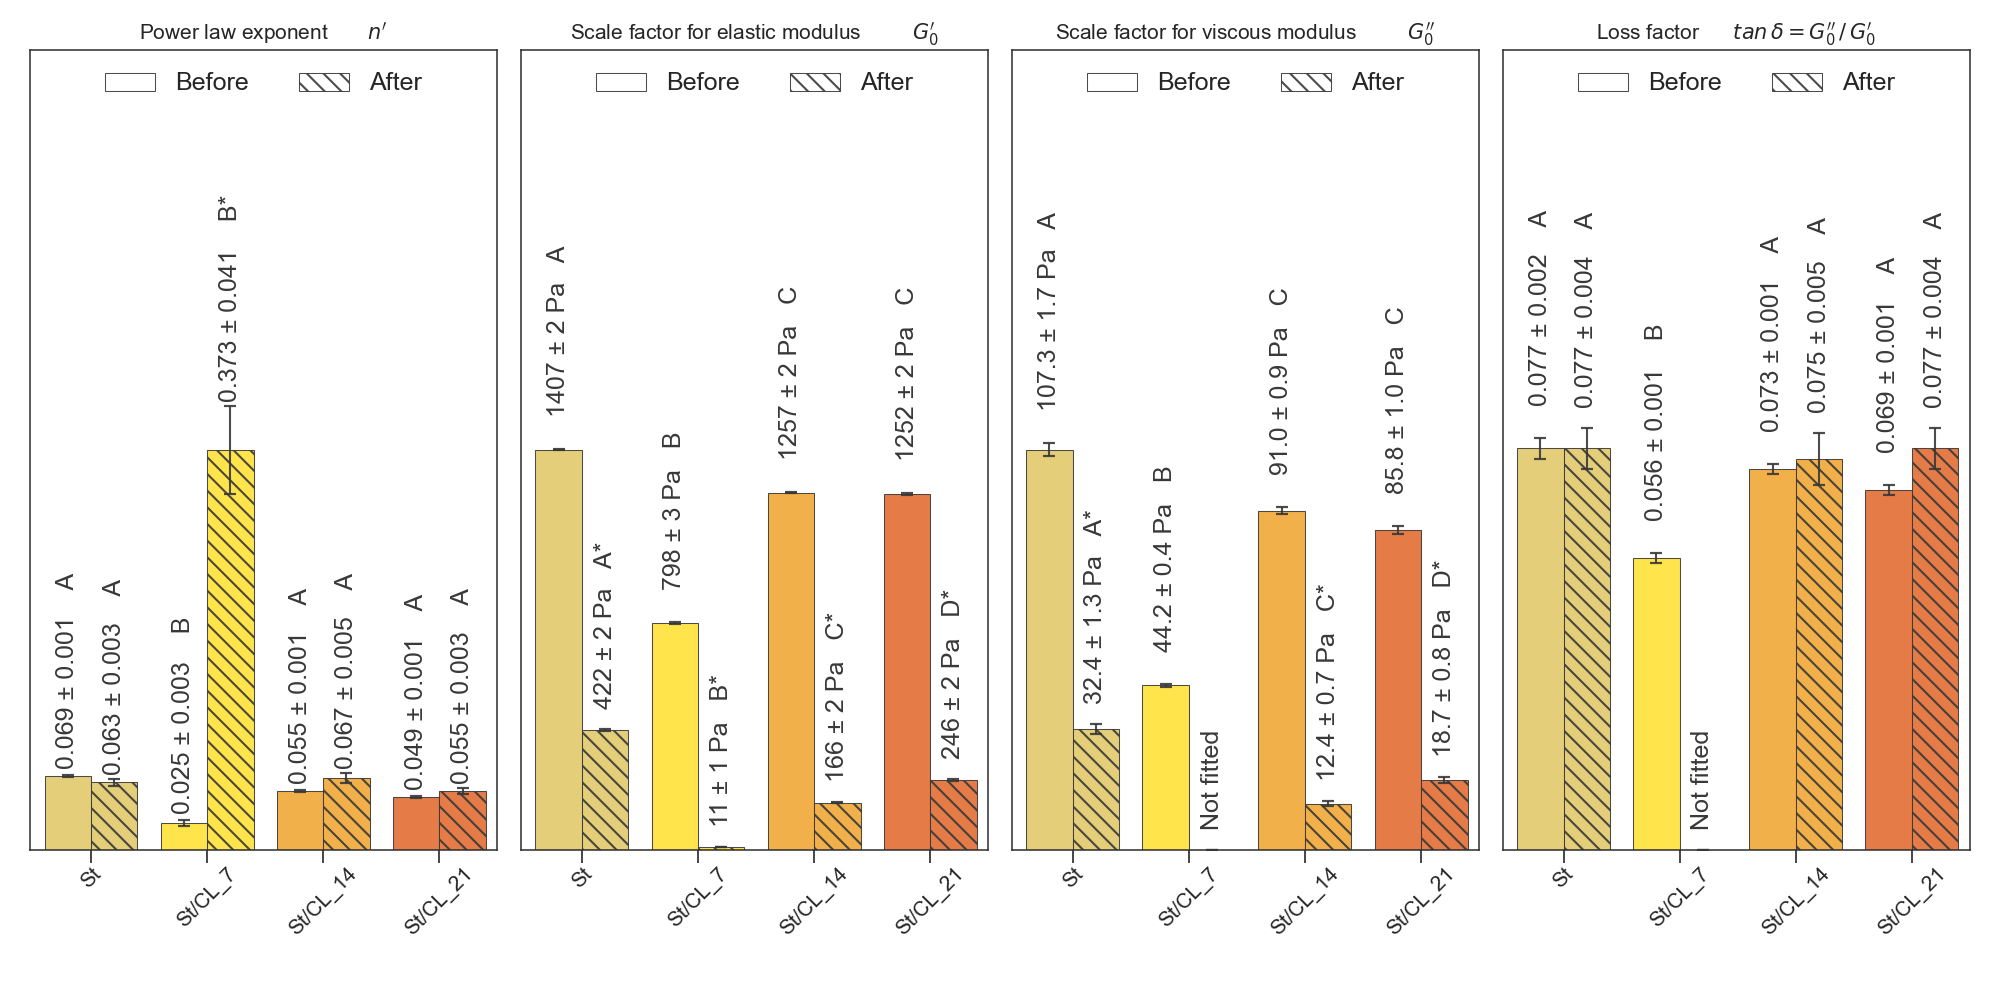 Power law exponent n′
Before
After
0.069 ± 0.001 A
0.063 ± 0.003 A
0.025 ± 0.003 B
0.373 ± 0.041 B*
0.055 ± 0.001 A
0.067 ± 0.005 A
0.049 ± 0.001 A
0.055 ± 0.003 A
St
St/CL_7
St/CL_14
St/CL_21
Scale factor for elastic modulus G′₀
Before
After
1407 ± 2 Pa A
422 ± 2 Pa A*
798 ± 3 Pa B
11 ± 1 Pa B*
1257 ± 2 Pa C
166 ± 2 Pa C*
1252 ± 2 Pa C
246 ± 2 Pa D*
St
St/CL_7
St/CL_14
St/CL_21
Scale factor for viscous modulus G″₀
Before
After
107.3 ± 1.7 Pa A
32.4 ± 1.3 Pa A*
44.2 ± 0.4 Pa B
Not fitted
91.0 ± 0.9 Pa C
12.4 ± 0.7 Pa C*
85.8 ± 1.0 Pa C
18.7 ± 0.8 Pa D*
St
St/CL_7
St/CL_14
St/CL_21
Loss factor tan δ = G″₀ / G′₀
Before
After
0.077 ± 0.002 A
0.077 ± 0.004 A
0.056 ± 0.001 B
Not fitted
0.073 ± 0.001 A
0.075 ± 0.005 A
0.069 ± 0.001 A
0.077 ± 0.004 A
St
St/CL_7
St/CL_14
St/CL_21